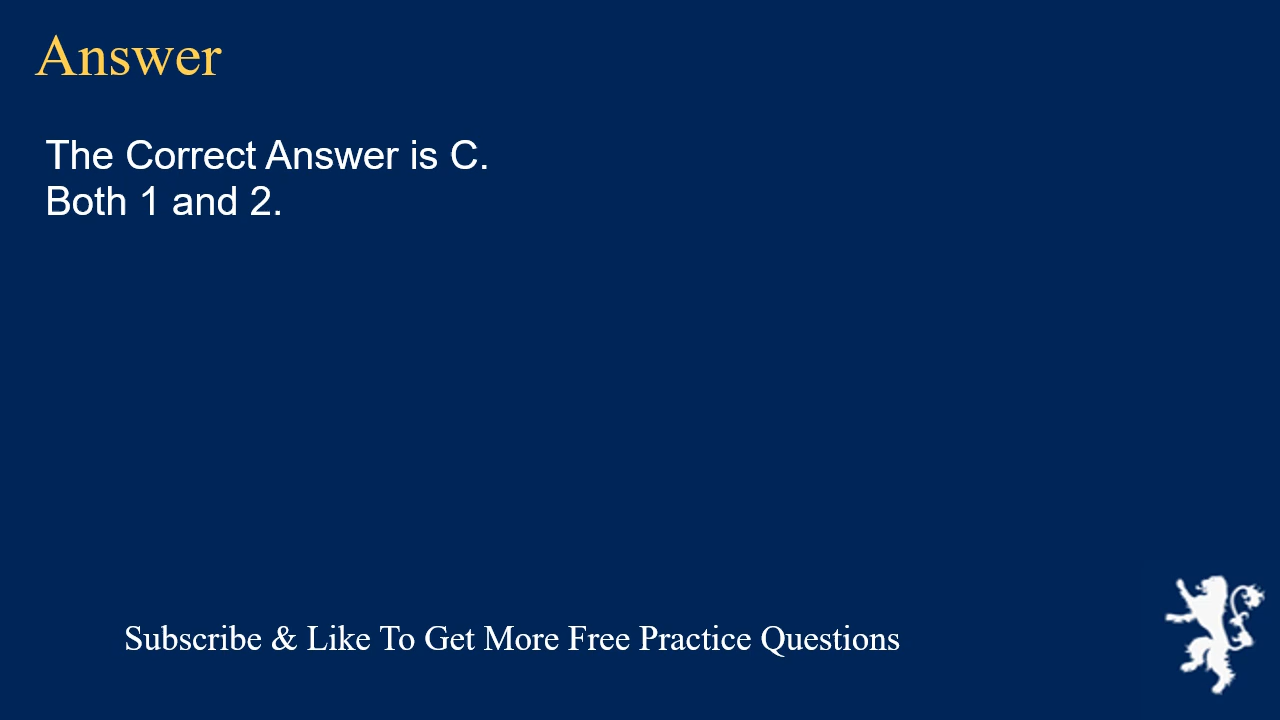 Answer
The Correct Answer is C.
Both 1 and 2.
Subscribe & Like To Get More Free Practice Questions